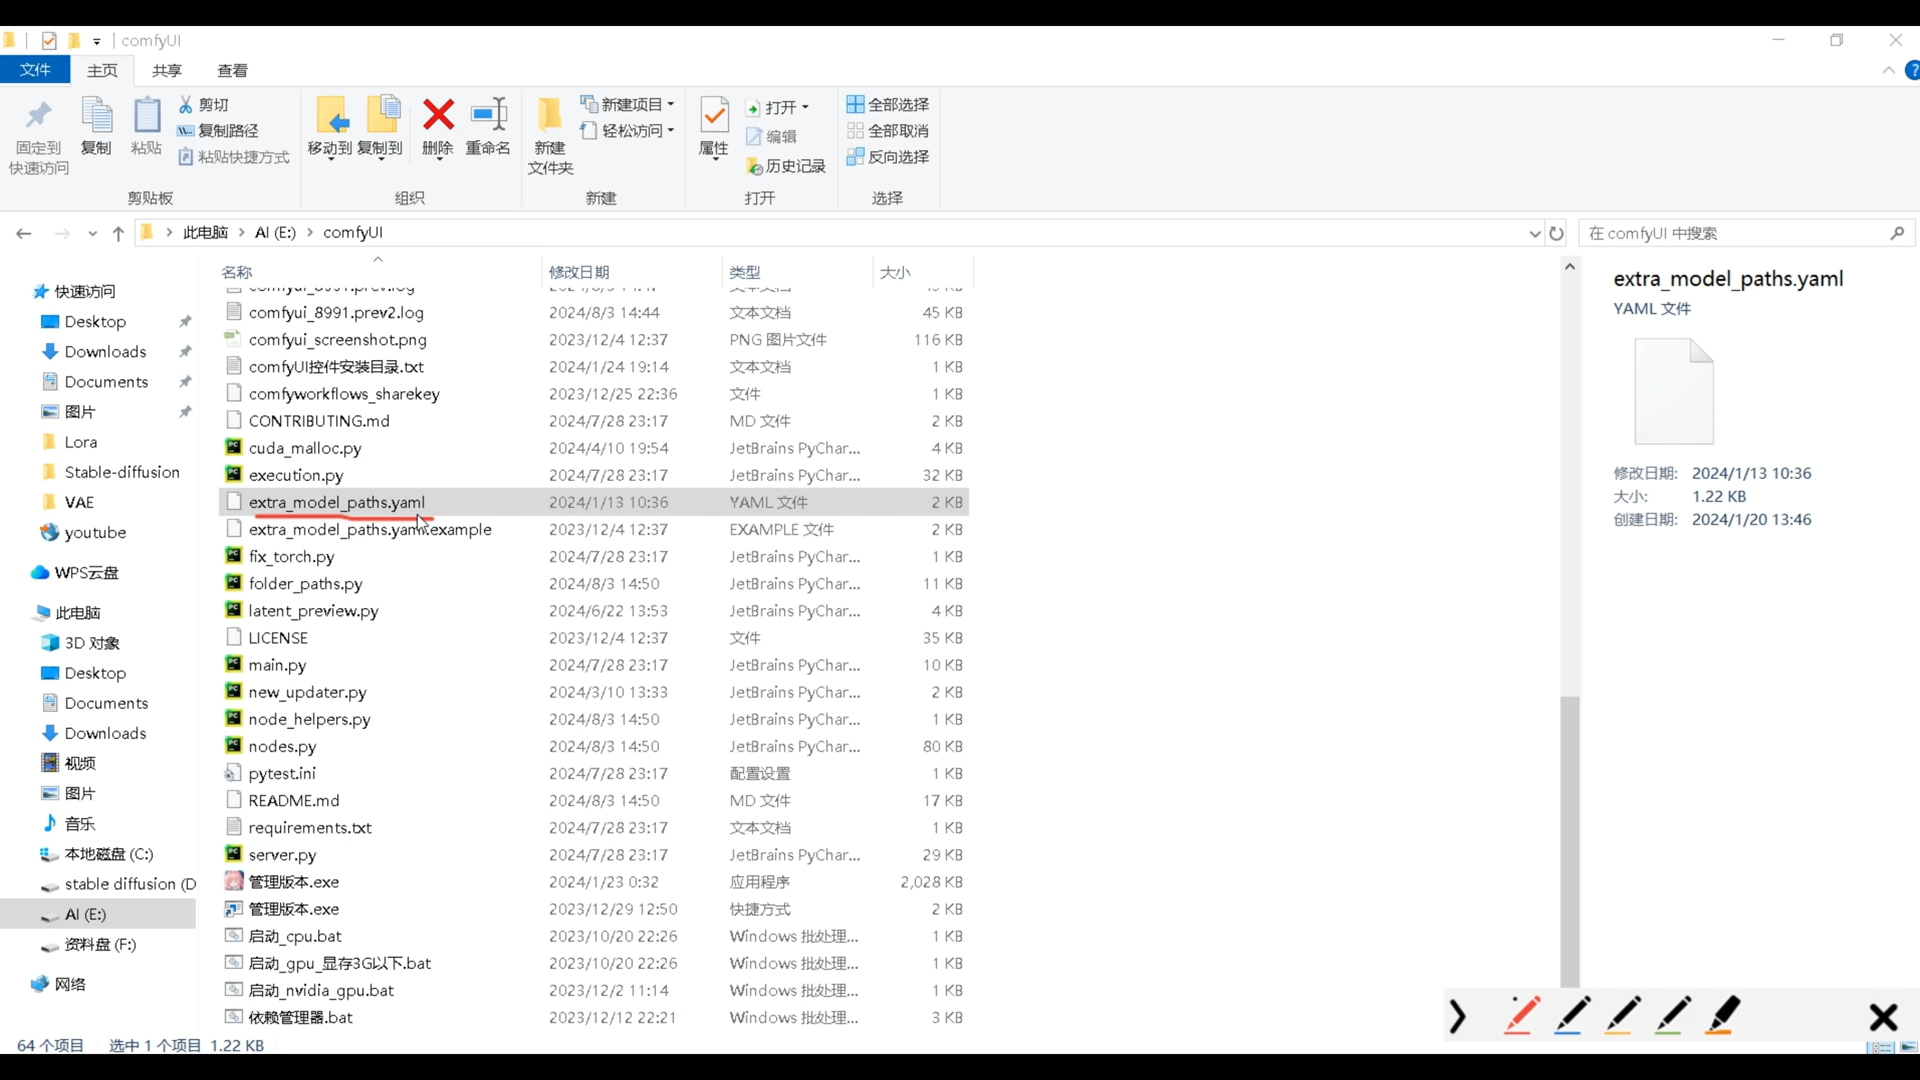 comfyUI
文件 主页 共享 查看
固定到快速访问 复制 粘贴 剪切 复制路径 粘贴快捷方式
移动到 复制到 删除 重命名
新建文件夹 新建项目 轻松访问
属性 打开 编辑 历史记录
全部选择 全部取消 反向选择
剪贴板 组织 新建 打开 选择
此电脑 > AI (E:) > comfyUI
在 comfyUI 中搜索
快速访问
Desktop
Downloads
Documents
图片
Lora
Stable-diffusion
VAE
youtube
WPS云盘
此电脑
3D 对象
Desktop
Documents
Downloads
视频
图片
音乐
本地磁盘 (C:)
stable diffusion (D
AI (E:)
资料盘 (F:)
网络
名称 修改日期 类型 大小
comfyui_8991.prev2.log 2024/8/3 14:44 文本文档 45 KB
comfyui_screenshot.png 2023/12/4 12:37 PNG 图片文件 116 KB
comfyUI控件安装目录.txt 2024/1/24 19:14 文本文档 1 KB
comfyworkflows_sharekey 2023/12/25 22:36 文件 1 KB
CONTRIBUTING.md 2024/7/28 23:17 MD 文件 2 KB
cuda_malloc.py 2024/4/10 19:54 JetBrains PyChar... 4 KB
execution.py 2024/7/28 23:17 JetBrains PyChar... 32 KB
extra_model_paths.yaml 2024/1/13 10:36 YAML 文件 2 KB
extra_model_paths.yaml.example 2023/12/4 12:37 EXAMPLE 文件 2 KB
fix_torch.py 2024/7/28 23:17 JetBrains PyChar... 1 KB
folder_paths.py 2024/8/3 14:50 JetBrains PyChar... 11 KB
latent_preview.py 2024/6/22 13:53 JetBrains PyChar... 4 KB
LICENSE 2023/12/4 12:37 文件 35 KB
main.py 2024/7/28 23:17 JetBrains PyChar... 10 KB
new_updater.py 2024/3/10 13:33 JetBrains PyChar... 2 KB
node_helpers.py 2024/8/3 14:50 JetBrains PyChar... 1 KB
nodes.py 2024/8/3 14:50 JetBrains PyChar... 80 KB
pytest.ini 2024/7/28 23:17 配置设置 1 KB
README.md 2024/8/3 14:50 MD 文件 17 KB
requirements.txt 2024/7/28 23:17 文本文档 1 KB
server.py 2024/7/28 23:17 JetBrains PyChar... 29 KB
管理版本.exe 2024/1/23 0:32 应用程序 2,028 KB
管理版本.exe 2023/12/29 12:50 快捷方式 2 KB
启动_cpu.bat 2023/10/20 22:26 Windows 批处理... 1 KB
启动_gpu_显存3G以下.bat 2023/10/20 22:26 Windows 批处理... 1 KB
启动_nvidia_gpu.bat 2023/12/2 11:14 Windows 批处理... 1 KB
依赖管理器.bat 2023/12/12 22:21 Windows 批处理... 3 KB
extra_model_paths.yaml
YAML 文件
修改日期: 2024/1/13 10:36
大小: 1.22 KB
创建日期: 2024/1/20 13:46
64 个项目 选中 1 个项目 1.22 KB